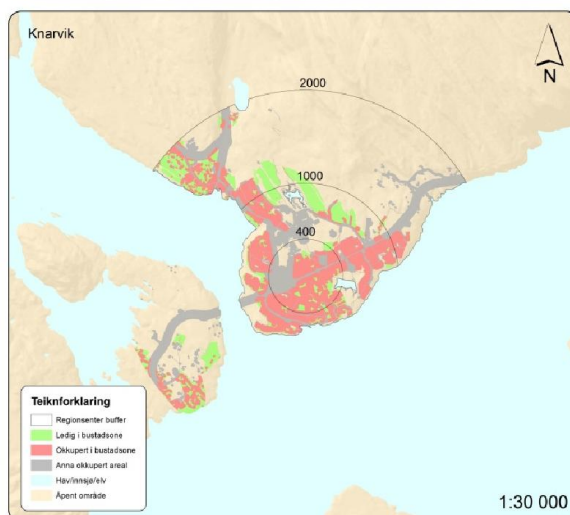 Knarvik
N
2000
1000
400
Teiknforklaring
Regionsenter buffer
Ledig i bustadsone
Okkupert i bustadsone
Anna okkupert areal
Hav/innsjø/elv
Åpent område
1:30 000